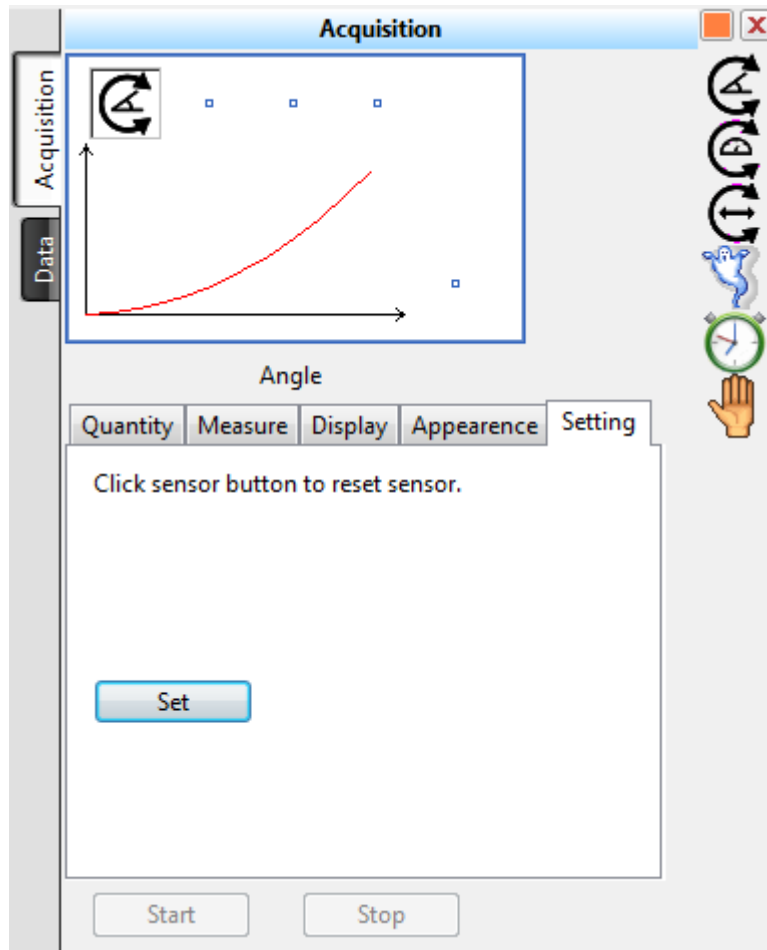 Acquisition
Acquisition
Data
Angle
Quantity Measure Display Appearence Setting
Click sensor button to reset sensor.
Set
Start Stop